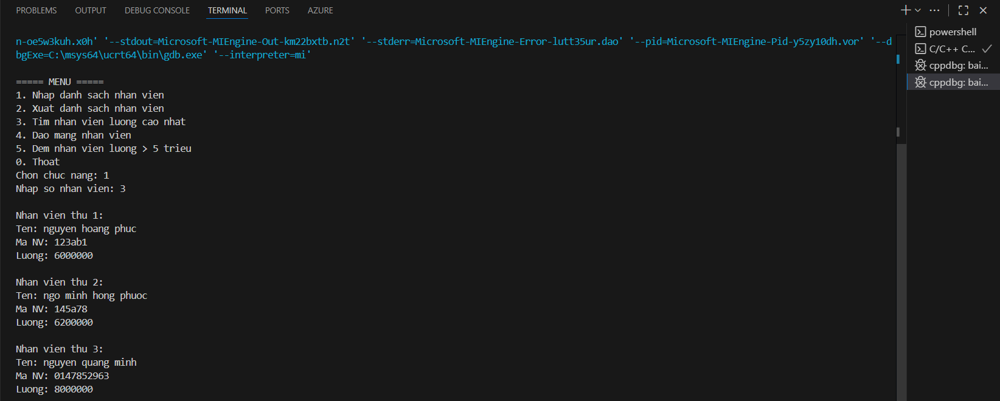 PROBLEMS OUTPUT DEBUG CONSOLE TERMINAL PORTS AZURE
n-oe5w3kuh.x0h' '--stdout=Microsoft-MIEngine-Out-km22bxtb.n2t' '--stderr=Microsoft-MIEngine-Error-lutt35ur.dao' '--pid=Microsoft-MIEngine-Pid-y5zy10dh.vor' '--d
bgExe=C:\msys64\ucrt64\bin\gdb.exe' '--interpreter=mi'
===== MENU =====
1. Nhap danh sach nhan vien
2. Xuat danh sach nhan vien
3. Tim nhan vien luong cao nhat
4. Dao mang nhan vien
5. Dem nhan vien luong > 5 trieu
0. Thoat
Chon chuc nang: 1
Nhap so nhan vien: 3
Nhan vien thu 1:
Ten: nguyen hoang phuc
Ma NV: 123ab1
Luong: 6000000
Nhan vien thu 2:
Ten: ngo minh hong phuoc
Ma NV: 145a78
Luong: 6200000
Nhan vien thu 3:
Ten: nguyen quang minh
Ma NV: 0147852963
Luong: 8000000
powershell
C/C++ C...
cppdbg: bai...
cppdbg: bai...